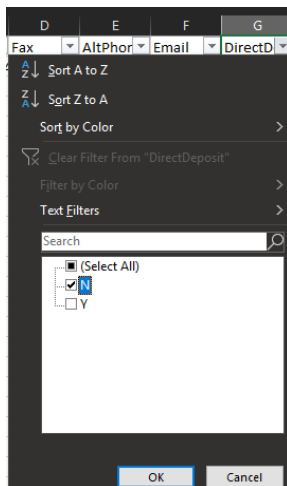 D E F G
Fax AltPhor Email DirectD
Sort A to Z
Sort Z to A
Sort by Color
Clear Filter From "DirectDeposit"
Filter by Color
Text Filters
Search
(Select All)
N
Y
OK Cancel